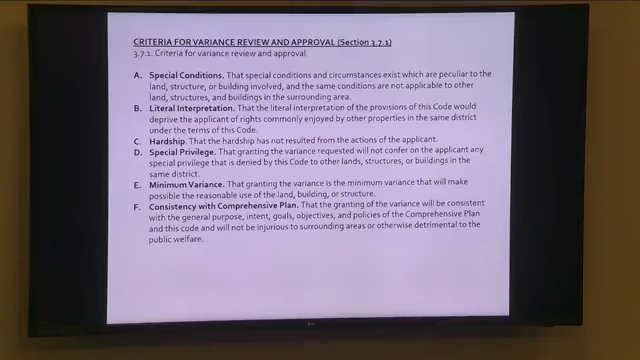 CRITERIA FOR VARIANCE REVIEW AND APPROVAL (Section 3.7.1)
3.7.1. Criteria for variance review and approval.
A. Special Conditions. That special conditions and circumstances exist which are peculiar to the
land, structure, or building involved, and the same conditions are not applicable to other
land, structures, and buildings in the surrounding area.
B. Literal Interpretation. That the literal interpretation of the provisions of this Code would
deprive the applicant of rights commonly enjoyed by other properties in the same district
under the terms of this Code.
C. Hardship. That the hardship has not resulted from the actions of the applicant.
D. Special Privilege. That granting the variance requested will not confer on the applicant any
special privilege that is denied by this Code to other lands, structures, or buildings in the
same district.
E. Minimum Variance. That granting the variance is the minimum variance that will make
possible the reasonable use of the land, building, or structure.
F. Consistency with Comprehensive Plan. That the granting of the variance will be consistent
with the general purpose, intent, goals, objectives, and policies of the Comprehensive Plan
and this code and will not be injurious to surrounding areas or otherwise detrimental to the
public welfare.